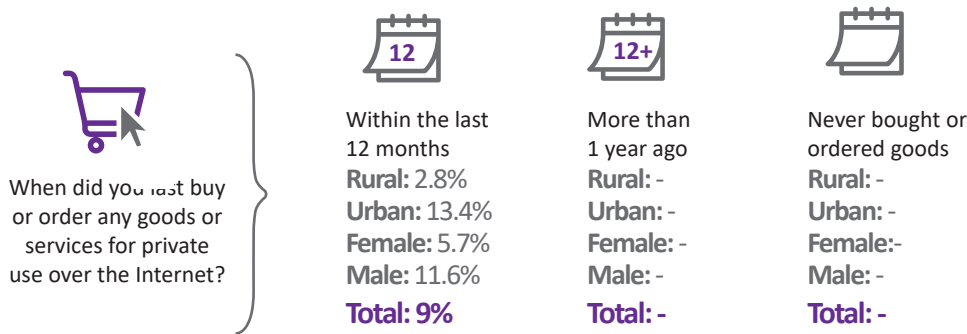 When did you last buy
or order any goods or
services for private
use over the Internet?
12
Within the last
12 months
Rural: 2.8%
Urban: 13.4%
Female: 5.7%
Male: 11.6%
Total: 9%
12+
More than
1 year ago
Rural: -
Urban: -
Female: -
Male: -
Total: -
Never bought or
ordered goods
Rural: -
Urban: -
Female:-
Male: -
Total: -